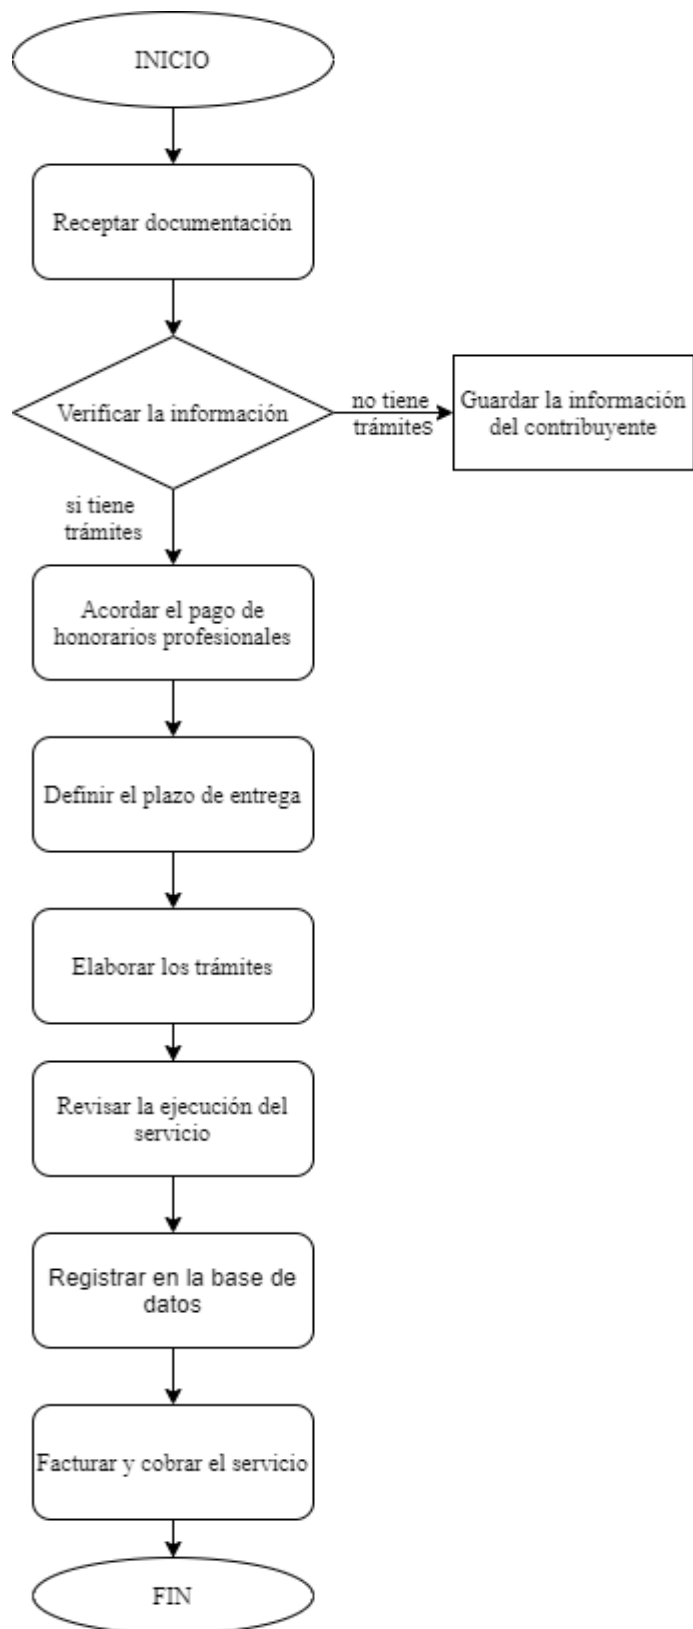 INICIO
Receptar documentación
Verificar la información
no tiene
trámites
Guardar la información
del contribuyente
si tiene
trámites
Acordar el pago de
honorarios profesionales
Definir el plazo de entrega
Elaborar los trámites
Revisar la ejecución del
servicio
Registrar en la base de
datos
Facturar y cobrar el servicio
FIN